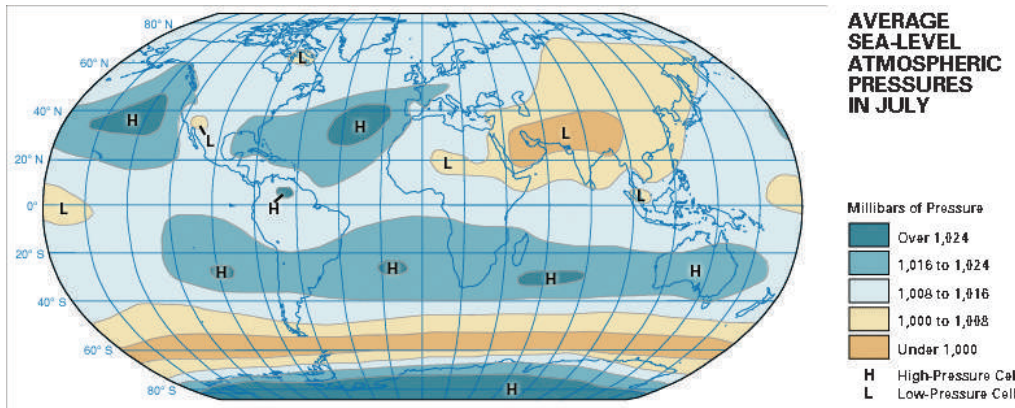 AVERAGE
SEA-LEVEL
ATMOSPHERIC
PRESSURES
IN JULY
80° N
60° N
40° N
20° N
0°
20° S
40° S
60° S
80° S
L
H
H
L
L
L
L
H
L
L
H
H
H
H
H
Millibars of Pressure
Over 1,024
1,016 to 1,024
1,008 to 1,016
1,000 to 1,008
Under 1,000
H High-Pressure Cell
L Low-Pressure Cell